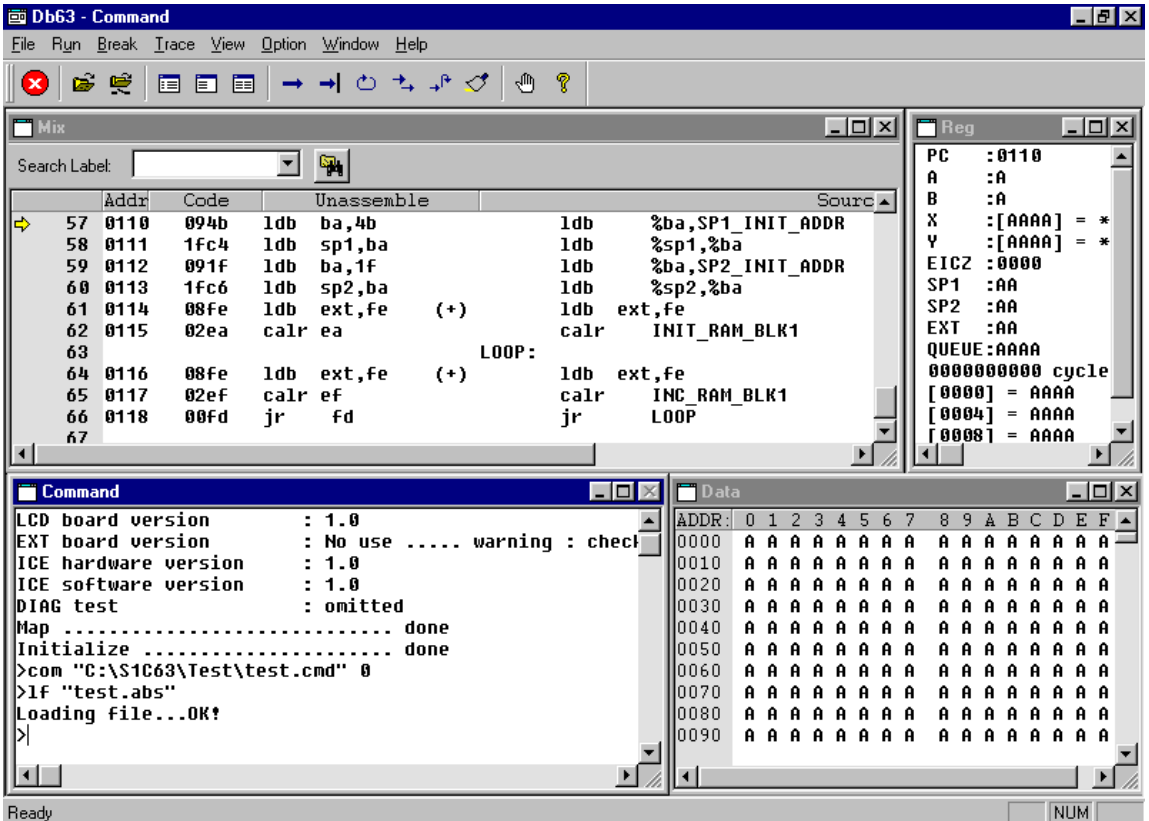 Db63 - Command
File Run Break Trace View Option Window Help
Mix
Search Label:
Addr Code Unassemble Sourc
57 0110 094b ldb ba,4b ldb %ba,SP1_INIT_ADDR
58 0111 1fc4 ldb sp1,ba ldb %sp1,%ba
59 0112 091f ldb ba,1f ldb %ba,SP2_INIT_ADDR
60 0113 1fc6 ldb sp2,ba ldb %sp2,%ba
61 0114 08fe ldb ext,fe (+) ldb ext,fe
62 0115 02ea calr ea calr INIT_RAM_BLK1
63 LOOP:
64 0116 08fe ldb ext,fe (+) ldb ext,fe
65 0117 02ef calr ef calr INC_RAM_BLK1
66 0118 00fd jr fd jr LOOP
67
Reg
PC :0110
A :A
B :A
X :[AAAA] = *
Y :[AAAA] = *
EICZ :0000
SP1 :AA
SP2 :AA
EXT :AA
QUEUE:AAAA
0000000000 cycle
[0000] = AAAA
[0004] = AAAA
[0008] = AAAA
Command
LCD board version : 1.0
EXT board version : No use ..... warning : check
ICE hardware version : 1.0
ICE software version : 1.0
DIAG test : omitted
Map ............................. done
Initialize ...................... done
>com "C:\S1C63\Test\test.cmd" 0
>lf "test.abs"
Loading file...OK!
>
Data
ADDR: 0 1 2 3 4 5 6 7 8 9 A B C D E F
0000 A A A A A A A A A A A A A A A A
0010 A A A A A A A A A A A A A A A A
0020 A A A A A A A A A A A A A A A A
0030 A A A A A A A A A A A A A A A A
0040 A A A A A A A A A A A A A A A A
0050 A A A A A A A A A A A A A A A A
0060 A A A A A A A A A A A A A A A A
0070 A A A A A A A A A A A A A A A A
0080 A A A A A A A A A A A A A A A A
0090 A A A A A A A A A A A A A A A A
Ready NUM